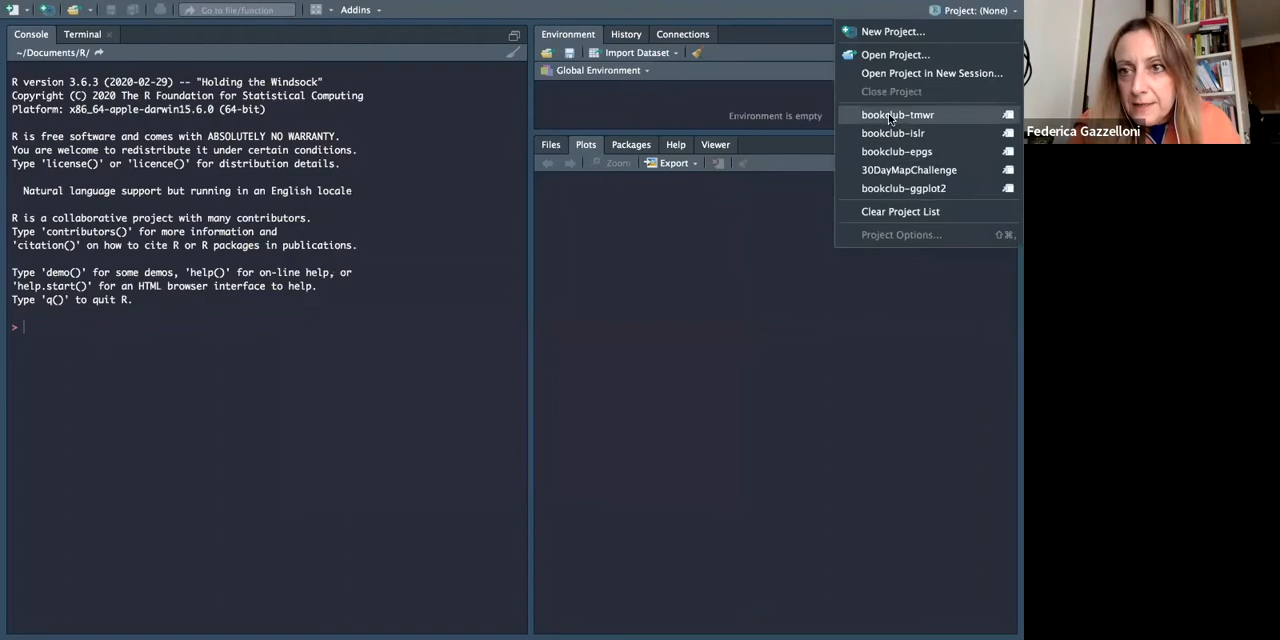 Go to file/function
Addins
Project: (None)
Console
Terminal
~/Documents/R/
R version 3.6.3 (2020-02-29) -- "Holding the Windsock"
Copyright (C) 2020 The R Foundation for Statistical Computing
Platform: x86_64-apple-darwin15.6.0 (64-bit)
R is free software and comes with ABSOLUTELY NO WARRANTY.
You are welcome to redistribute it under certain conditions.
Type 'license()' or 'licence()' for distribution details.
Natural language support but running in an English locale
R is a collaborative project with many contributors.
Type 'contributors()' for more information and
'citation()' on how to cite R or R packages in publications.
Type 'demo()' for some demos, 'help()' for on-line help, or
'help.start()' for an HTML browser interface to help.
Type 'q()' to quit R.
>
Environment
History
Connections
Import Dataset
Global Environment
Environment is empty
Files
Plots
Packages
Help
Viewer
Zoom
Export
New Project...
Open Project...
Open Project in New Session...
Close Project
bookclub-tmwr
bookclub-islr
bookclub-epgs
30DayMapChallenge
bookclub-ggplot2
Clear Project List
Project Options...
⇧⌘,
Federica Gazzelloni